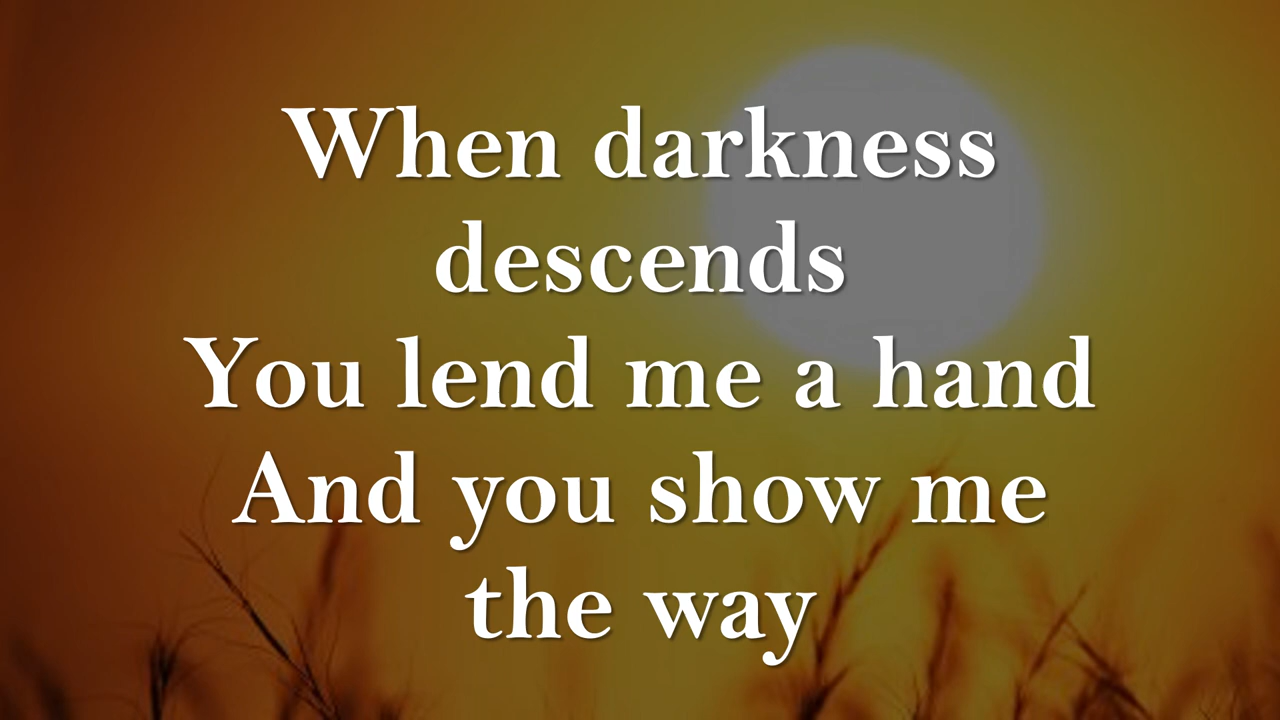 When darkness
descends
You lend me a hand
And you show me
the way